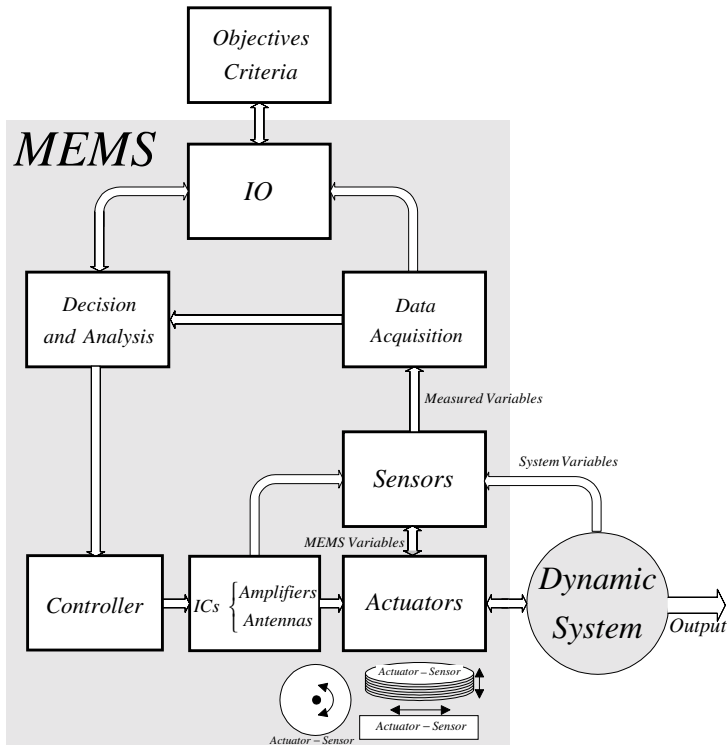 Objectives
Criteria
MEMS
IO
Decision
and Analysis
Data
Acquisition
Measured Variables
Sensors
System Variables
MEMS Variables
Controller
ICs { Amplifiers
Antennas
Actuators
Dynamic
System
Output
Actuator – Sensor
Actuator – Sensor
Actuator – Sensor